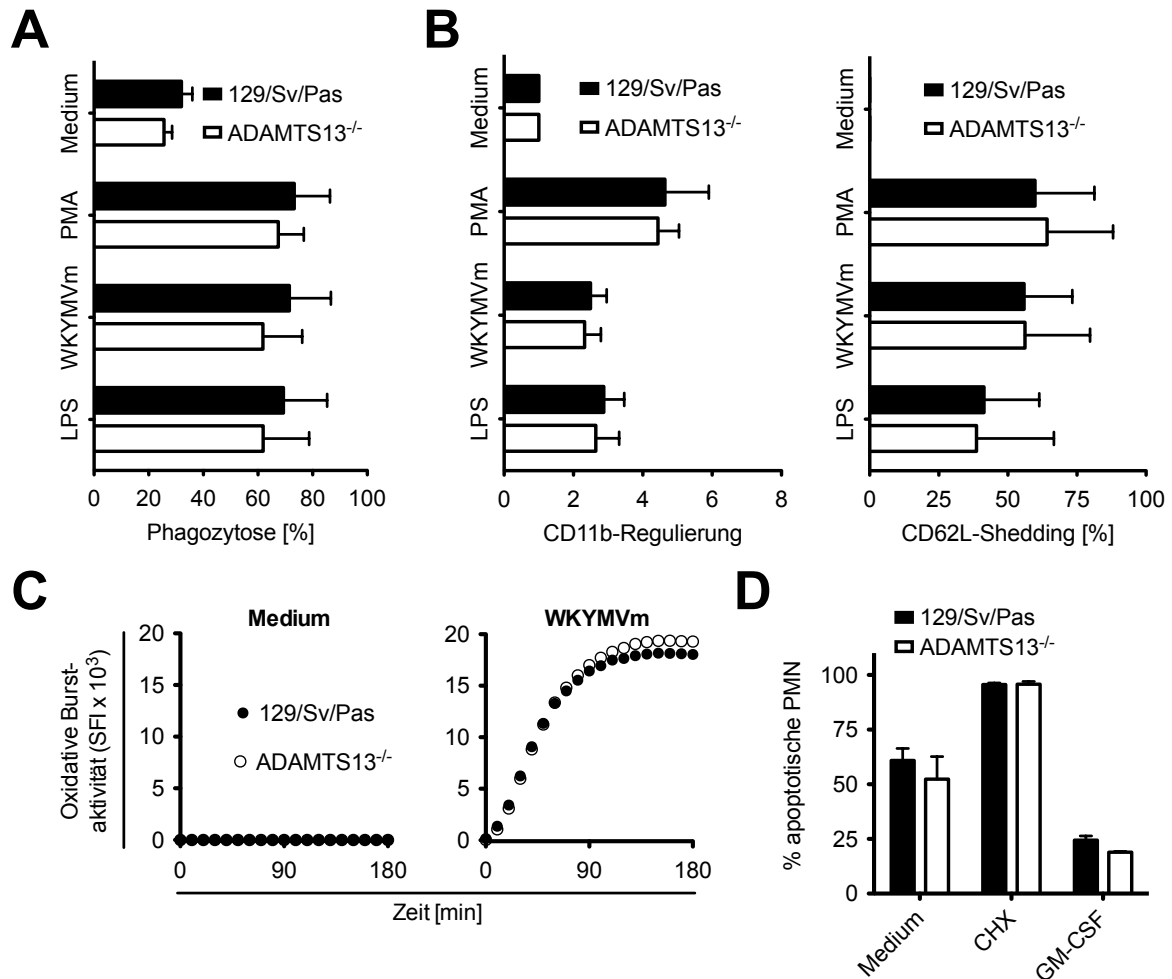 A
Medium
PMA
WKYMVm
LPS
129/Sv/Pas
ADAMTS13-/-
0 20 40 60 80 100
Phagozytose [%]
B
Medium
PMA
WKYMVm
LPS
129/Sv/Pas
ADAMTS13-/-
0 2 4 6 8
CD11b-Regulierung
129/Sv/Pas
ADAMTS13-/-
0 25 50 75 100
CD62L-Shedding [%]
C
Oxidative Burst-
aktivität (SFI x 10³)
Medium
20
15
10
5
0
129/Sv/Pas
ADAMTS13-/-
0 90 180
WKYMVm
20
15
10
5
0
0 90 180
Zeit [min]
D
129/Sv/Pas
ADAMTS13-/-
% apoptotische PMN
100
75
50
25
0
Medium
CHX
GM-CSF